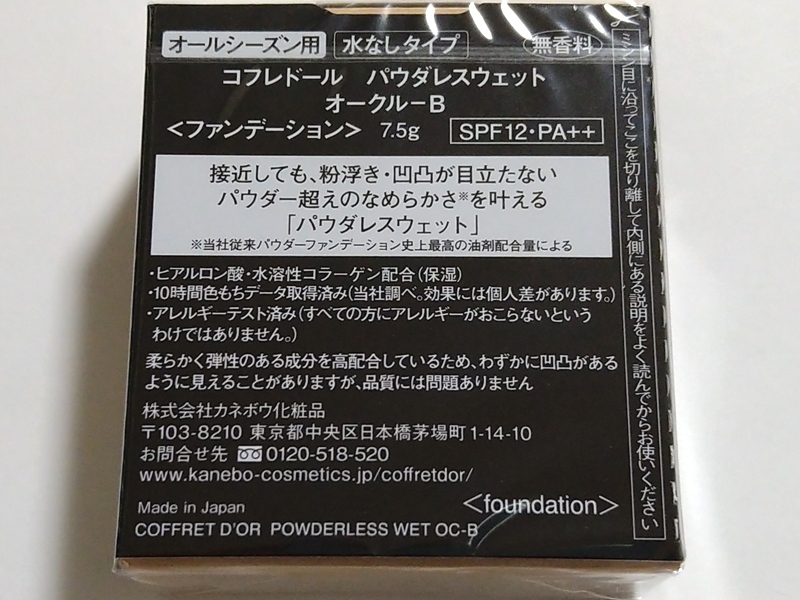 オールシーズン用 水なしタイプ 無香料
コフレドール パウダレスウェット
オークルーB
<ファンデーション> 7.5g SPF12・PA++
接近しても、粉浮き・凹凸が目立たない
パウダー超えのなめらかさ※を叶える
「パウダレスウェット」
※当社従来パウダーファンデーション史上最高の油剤配合量による
・ヒアルロン酸・水溶性コラーゲン配合(保湿)
・10時間色もちデータ取得済み(当社調べ。効果には個人差があります。)
・アレルギーテスト済み(すべての方にアレルギーがおこらないという
わけではありません。)
柔らかく弾性のある成分を高配合しているため、わずかに凹凸がある
ように見えることがありますが、品質には問題ありません
株式会社カネボウ化粧品
〒103-8210 東京都中央区日本橋茅場町1-14-10
お問合せ先 0120-518-520
www.kanebo-cosmetics.jp/coffretdor/
Made in Japan <foundation>
COFFRET D'OR POWDERLESS WET OC-B
ミシン目に沿ってここを切り離して内側にある説明をよく読んでからお使いください